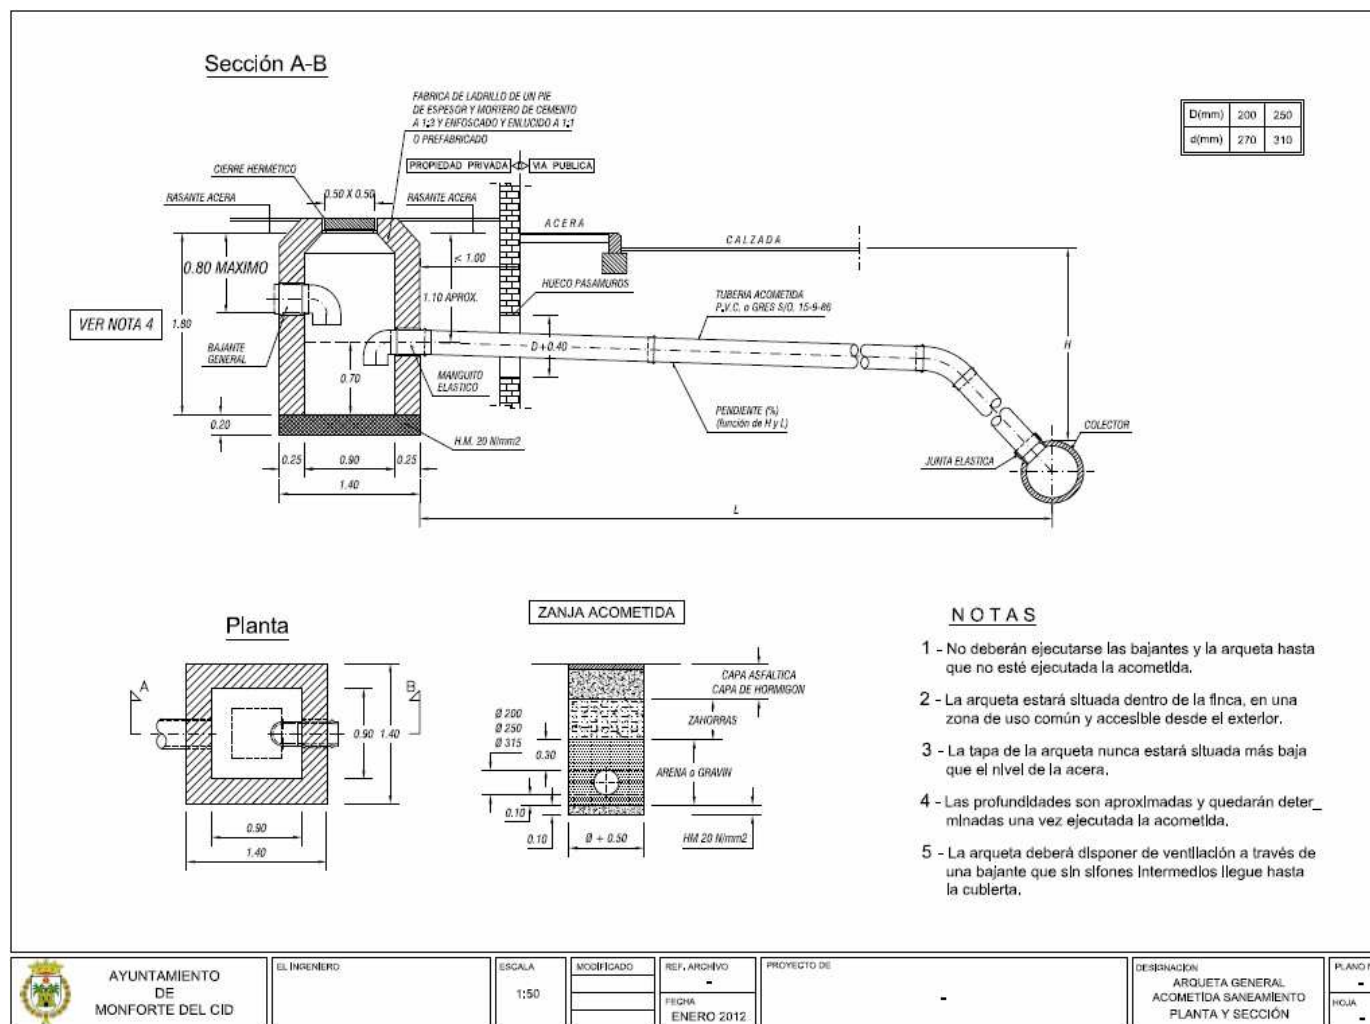 Sección A-B
FABRICA DE LADRILLO DE UN PIE
DE ESPESOR Y MORTERO DE CEMENTO
A 1:3 Y ENFOSCADO Y ENLUCIDO A 1:1
O PREFABRICADO
D(mm) 200 250
d(mm) 270 310
PROPIEDAD PRIVADA VIA PUBLICA
CIERRE HERMÉTICO
0.50 X 0.50
RASANTE ACERA
RASANTE ACERA
ACERA
CALZADA
0.80 MAXIMO
< 1.00
1.10 APROX.
HUECO PASAMUROS
TUBERIA ACOMETIDA
P.V.C. o GRES S/O. 15-9-86
VER NOTA 4
1.80
BAJANTE
GENERAL
D + 0.40
H
0.70
MANGUITO
ELASTICO
PENDIENTE (%)
(función de H y L)
0.20
H.M. 20 N/mm2
COLECTOR
JUNTA ELASTICA
0.25 0.90 0.25
1.40
L
Planta
A
B
0.90 1.40
0.90
1.40
ZANJA ACOMETIDA
CAPA ASFÁLTICA
CAPA DE HORMIGON
ZAHORRAS
Ø 200
Ø 250
Ø 315
0.30
ARENA o GRAVIN
0.10
0.10
Ø + 0.50
HM 20 N/mm2
NOTAS
1 - No deberán ejecutarse las bajantes y la arqueta hasta
que no esté ejecutada la acometida.
2 - La arqueta estará situada dentro de la finca, en una
zona de uso común y accesible desde el exterior.
3 - La tapa de la arqueta nunca estará situada más baja
que el nivel de la acera.
4 - Las profundidades son aproximadas y quedarán deter_
minadas una vez ejecutada la acometida.
5 - La arqueta deberá disponer de ventilación a través de
una bajante que sin sifones intermedios llegue hasta
la cubierta.
AYUNTAMIENTO
DE
MONFORTE DEL CID
EL INGENIERO
ESCALA
1:50
MODIFICADO
REF. ARCHIVO
-
FECHA
ENERO 2012
PROYECTO DE
-
DESIGNACION
ARQUETA GENERAL
ACOMETIDA SANEAMIENTO
PLANTA Y SECCIÓN
PLANO
-
HOJA
-